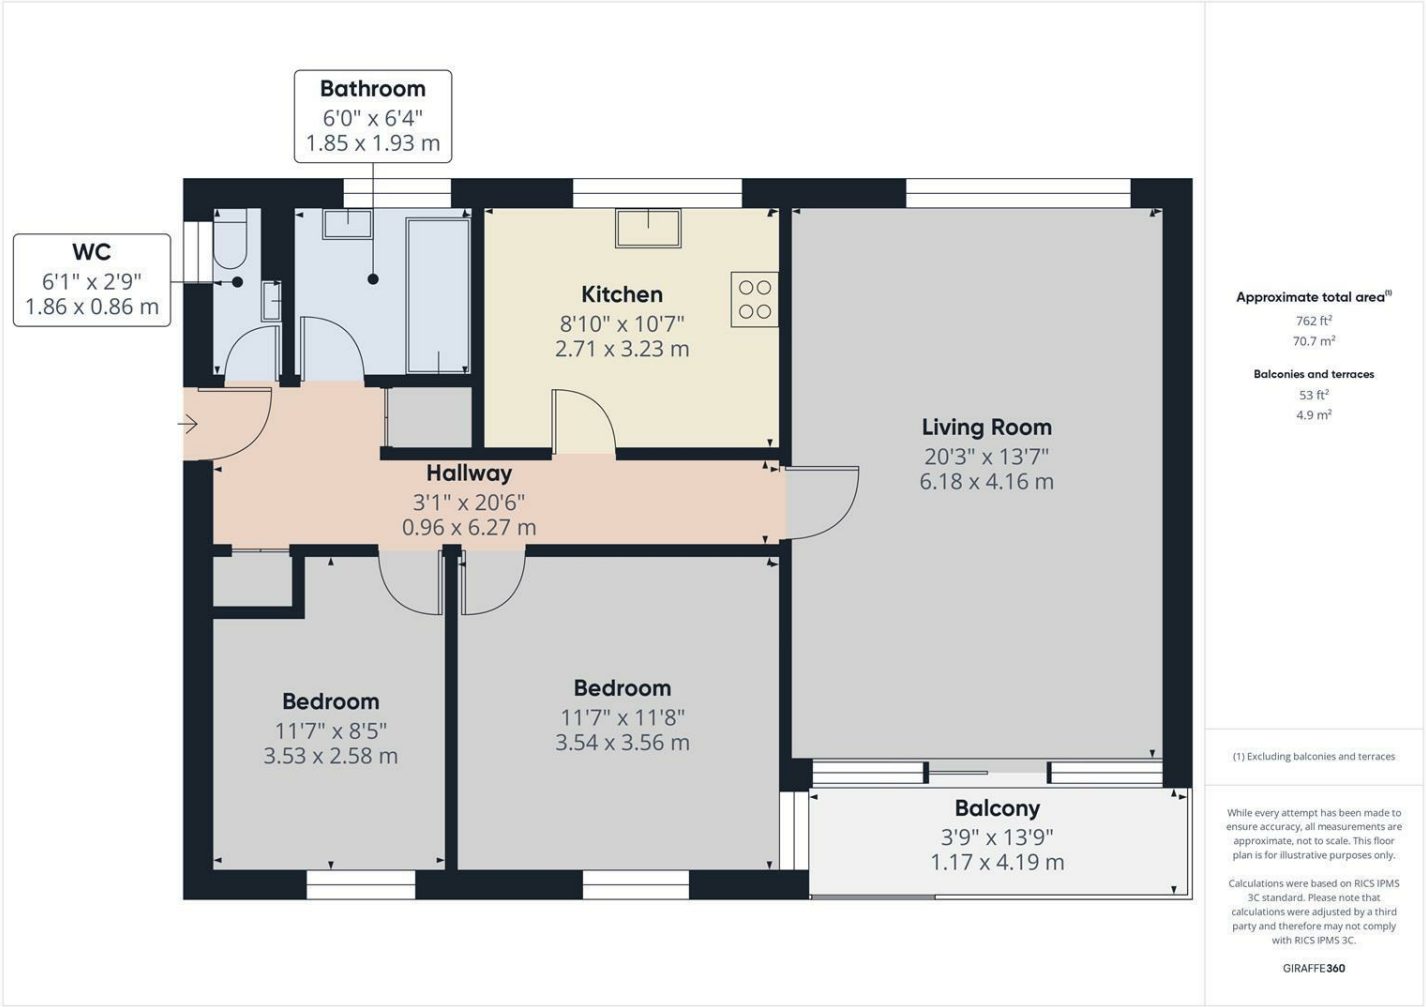 Bathroom
6'0" x 6'4"
1.85 x 1.93 m
WC
6'1" x 2'9"
1.86 x 0.86 m
Kitchen
8'10" x 10'7"
2.71 x 3.23 m
Living Room
20'3" x 13'7"
6.18 x 4.16 m
Hallway
3'1" x 20'6"
0.96 x 6.27 m
Bedroom
11'7" x 8'5"
3.53 x 2.58 m
Bedroom
11'7" x 11'8"
3.54 x 3.56 m
Balcony
3'9" x 13'9"
1.17 x 4.19 m
Approximate total area⁽¹⁾
762 ft²
70.7 m²
Balconies and terraces
53 ft²
4.9 m²
(1) Excluding balconies and terraces
While every attempt has been made to
ensure accuracy, all measurements are
approximate, not to scale. This floor
plan is for illustrative purposes only.
Calculations were based on RICS IPMS
3C standard. Please note that
calculations were adjusted by a third
party and therefore may not comply
with RICS IPMS 3C.
GIRAFFE360